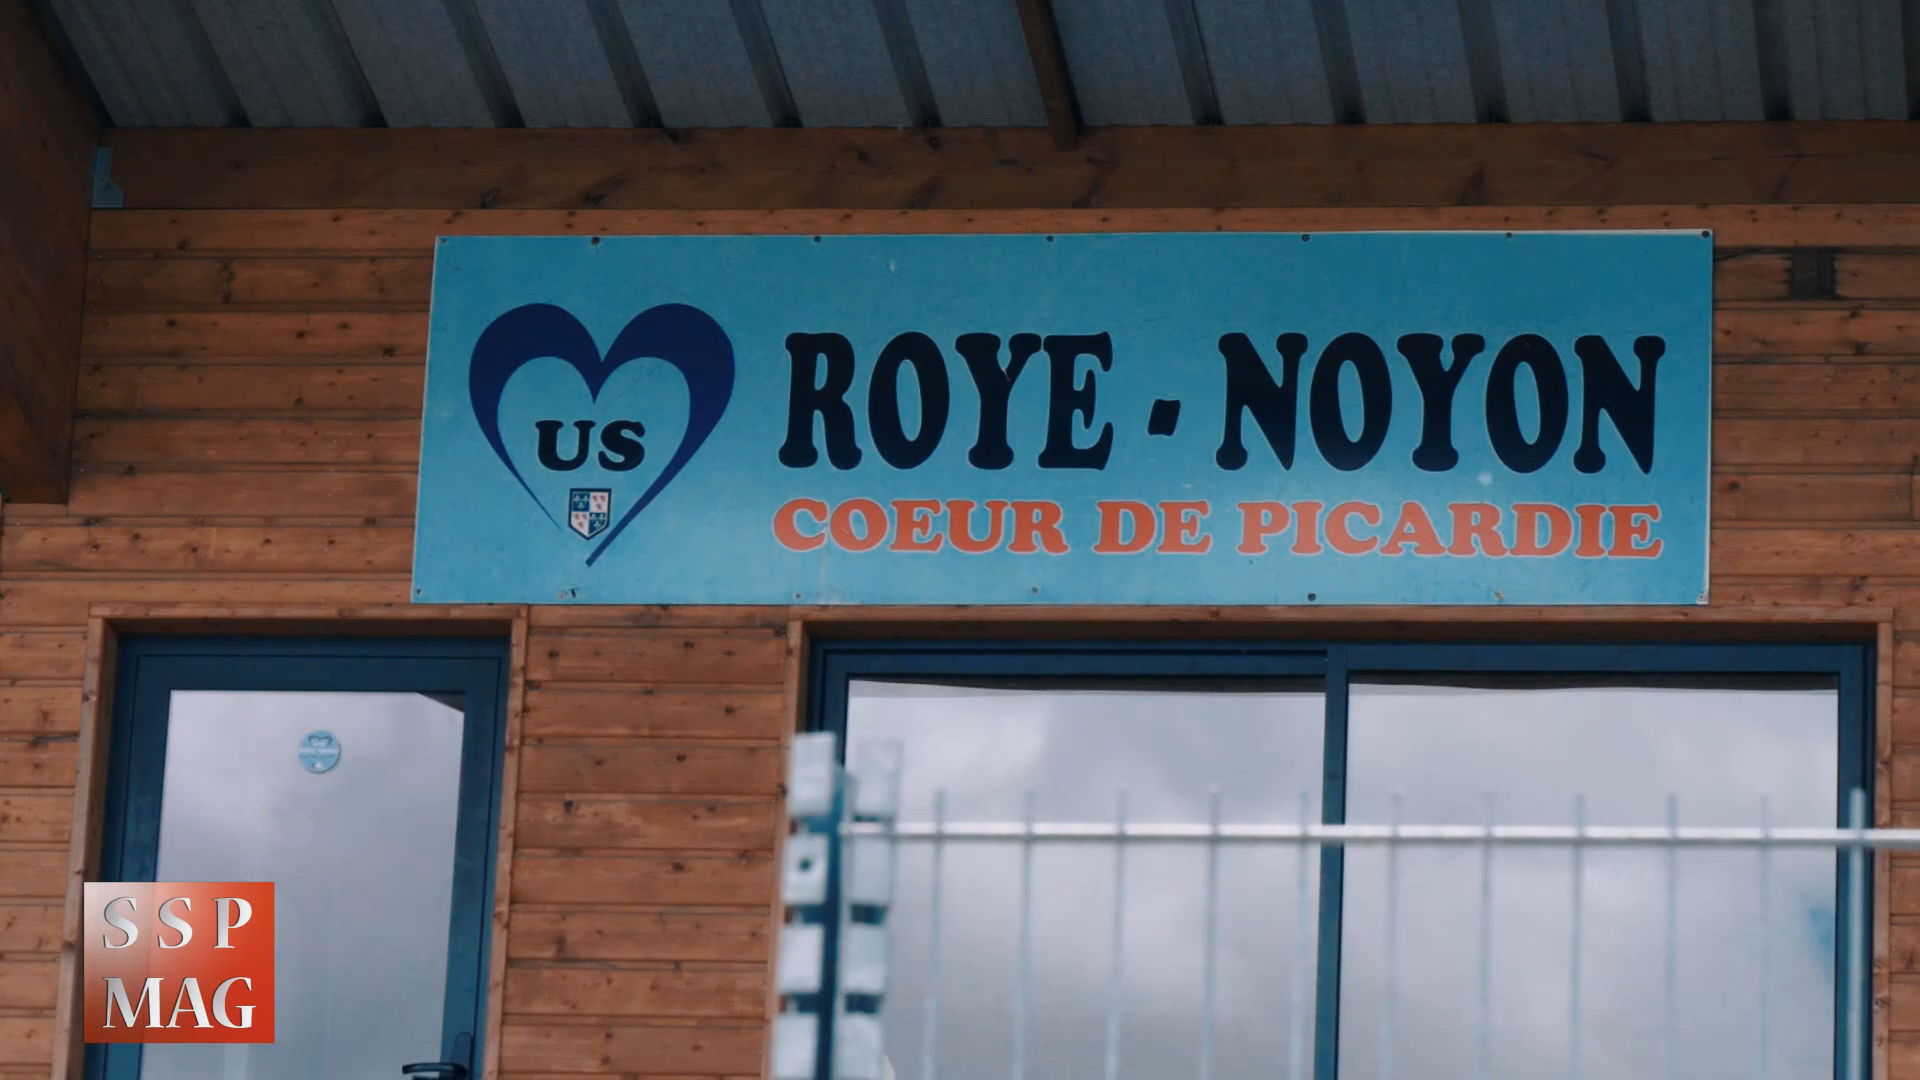 US
ROYE - NOYON
COEUR DE PICARDIE
SSP
MAG